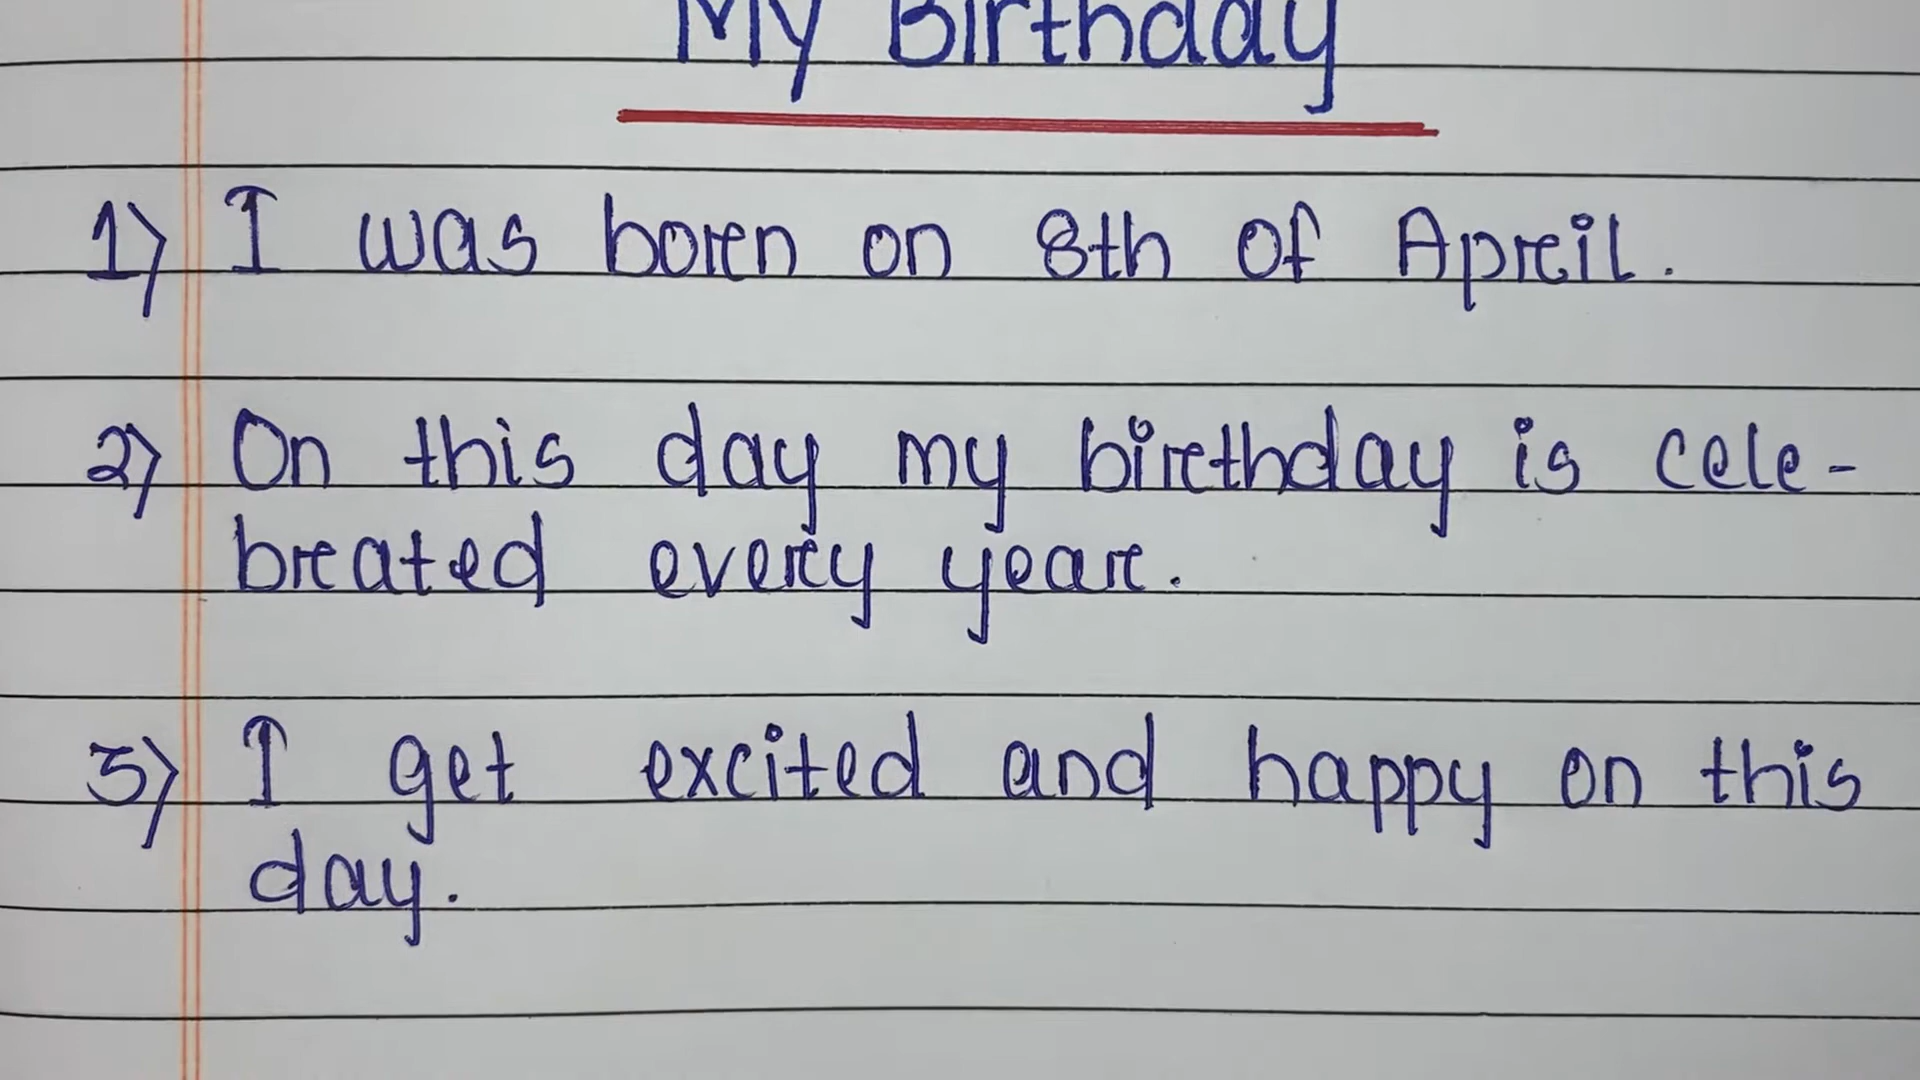 My Birthday
1) I was born on 8th of April.
2) On this day my birthday is cele-
brated every year.
3) I get excited and happy on this
day.